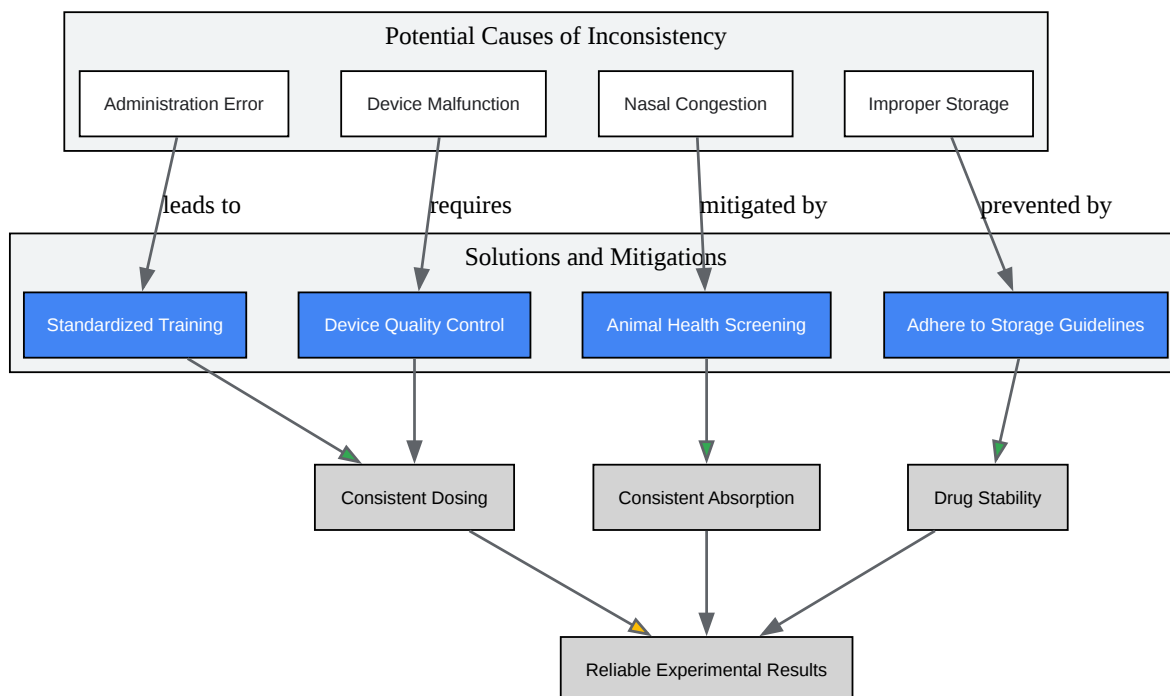 Potential Causes of Inconsistency
Administration Error
Device Malfunction
Nasal Congestion
Improper Storage
leads to
requires
mitigated by
prevented by
Solutions and Mitigations
Standardized Training
Device Quality Control
Animal Health Screening
Adhere to Storage Guidelines
Consistent Dosing
Consistent Absorption
Drug Stability
Reliable Experimental Results